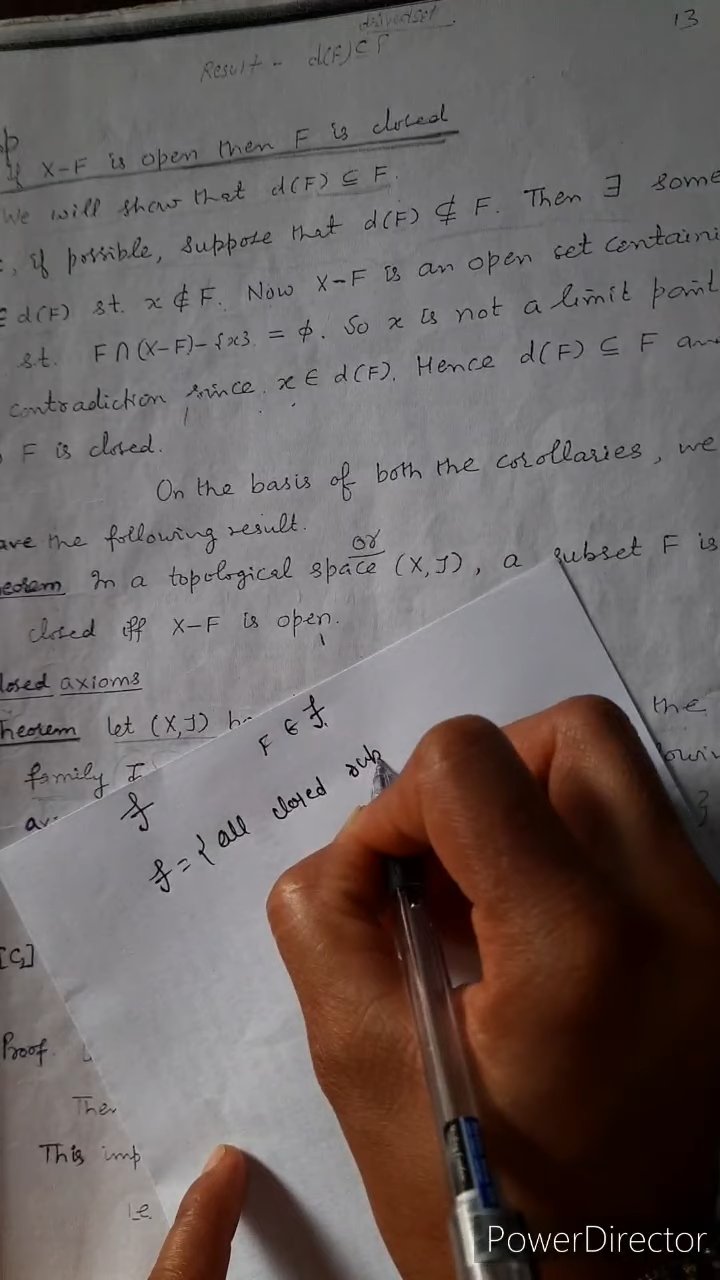 13
Result - d(F) ⊆ F
If X-F is open then F is closed
We will show that d(F) ⊆ F.
, if possible, suppose that d(F) ⊈ F. Then ∃ some
∈ d(F) st. x ∉ F. Now X-F is an open set containi
s.t. F∩(X-F)-{x} = φ. So x is not a limit point
contradiction since x ∈ d(F). Hence d(F) ⊆ F an
F is closed.
On the basis of both the corollaries, we
ave the following result.
or
eorem In a topological space (X,J), a subset F is
closed iff X-F is open.
losed axioms
heorem let (X,J) the
F ∈ f.
family
f
f = { all closed sub
[C₂]
Proof.
The
This imp
i.e.
PowerDirector